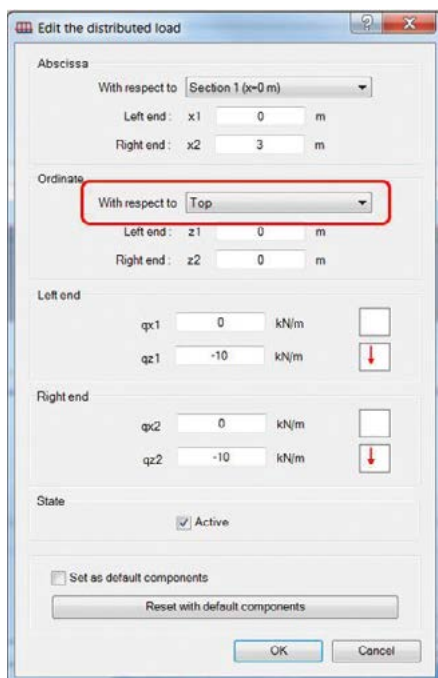 Edit the distributed load
Abscissa
With respect to Section 1 (x=0 m)
Left end : x1 0 m
Right end : x2 3 m
Ordinate
With respect to Top
Left end : z1 0 m
Right end : z2 0 m
Left end
qx1 0 kN/m
qz1 -10 kN/m
Right end
qx2 0 kN/m
qz2 -10 kN/m
State
Active
Set as default components
Reset with default components
OK Cancel